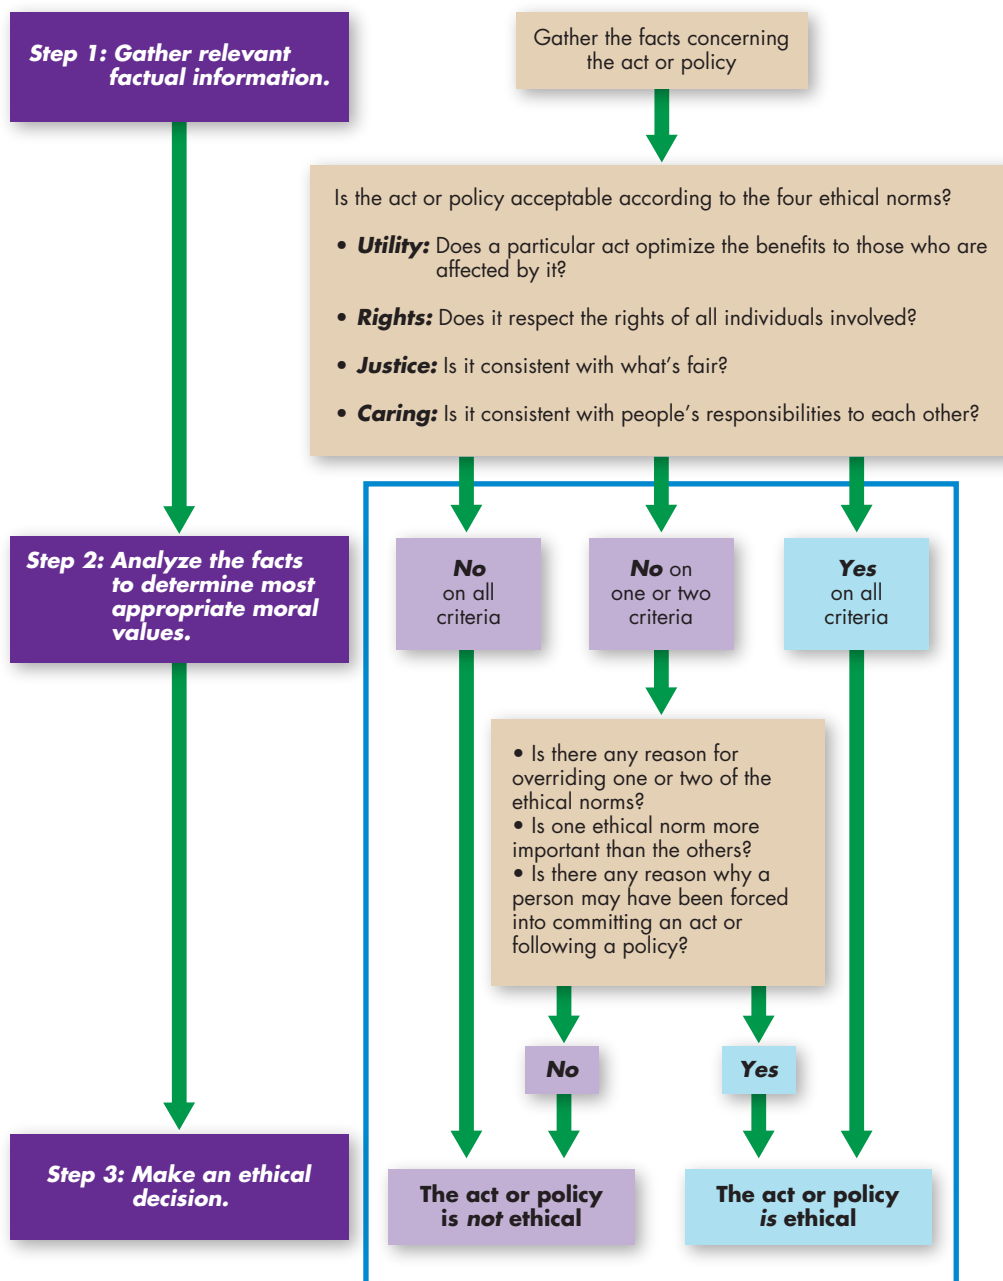 Step 1: Gather relevant
factual information.
Gather the facts concerning
the act or policy
Is the act or policy acceptable according to the four ethical norms?
• Utility: Does a particular act optimize the benefits to those who are
affected by it?
• Rights: Does it respect the rights of all individuals involved?
• Justice: Is it consistent with what's fair?
• Caring: Is it consistent with people's responsibilities to each other?
Step 2: Analyze the facts
to determine most
appropriate moral
values.
No
on all
criteria
No on
one or two
criteria
Yes
on all
criteria
• Is there any reason for
overriding one or two of the
ethical norms?
• Is one ethical norm more
important than the others?
• Is there any reason why a
person may have been forced
into committing an act or
following a policy?
No
Yes
Step 3: Make an ethical
decision.
The act or policy
is not ethical
The act or policy
is ethical